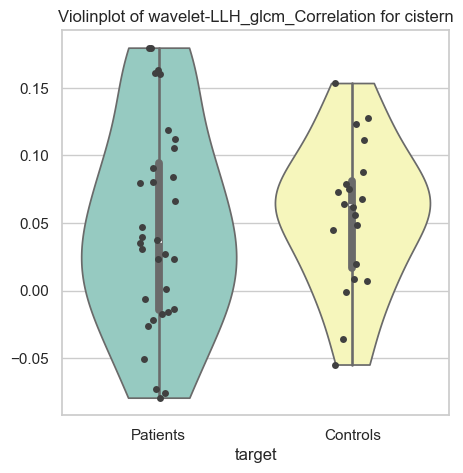 Violinplot of wavelet-LLH_glcm_Correlation for cistern
0.15
0.10
0.05
0.00
−0.05
Patients
Controls
target